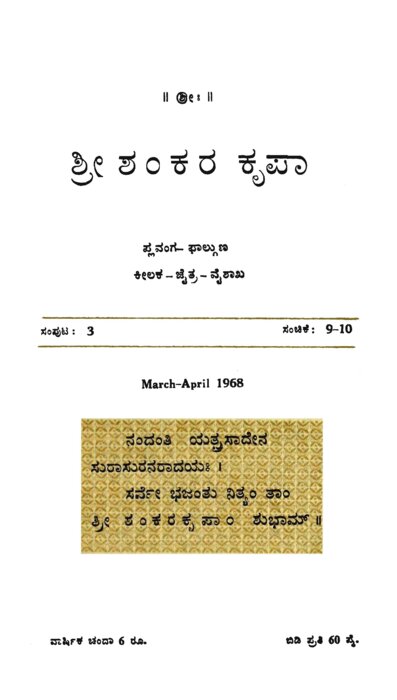 ॥ ಶ್ರೀಃ ॥
ಶ್ರೀ ಶಂಕರ ಕೃಪಾ
ಪ್ಲವಂಗ– ಫಾಲ್ಗುಣ
ಕೀಲಕ – ಚೈತ್ರ – ವೈಶಾಖ
ಸಂಪುಟ : 3 ಸಂಚಿಕೆ : 9-10
March-April 1968
ನಂದಂತಿ ಯತ್ಪ್ರಸಾದೇನ
ಸುರಾಸುರನರಾದಯಃ ।
ಸರ್ವೇ ಭಜಂತು ನಿತ್ಯಂ ತಾಂ
ಶ್ರೀ ಶಂಕರಕೃಪಾಂ ಶುಭಾಮ್ ॥
ವಾರ್ಷಿಕ ಚಂದಾ 6 ರೂ. ಬಿಡಿ ಪ್ರತಿ 60 ಪೈ.